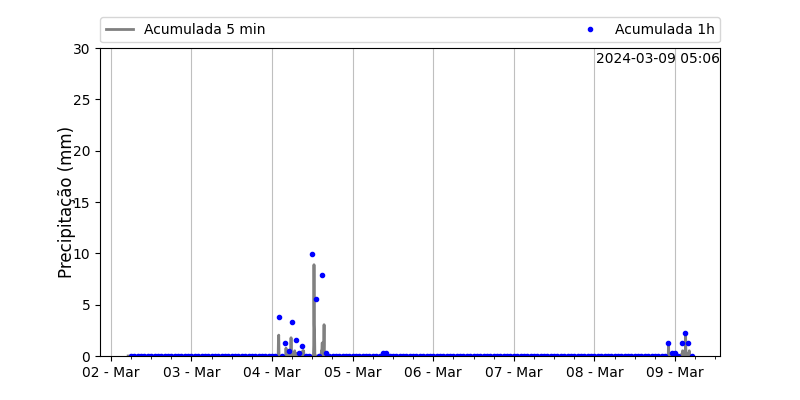 Acumulada 5 min Acumulada 1h
2024-03-09 05:06
Precipitação (mm)
30
25
20
15
10
5
0
02 - Mar 03 - Mar 04 - Mar 05 - Mar 06 - Mar 07 - Mar 08 - Mar 09 - Mar